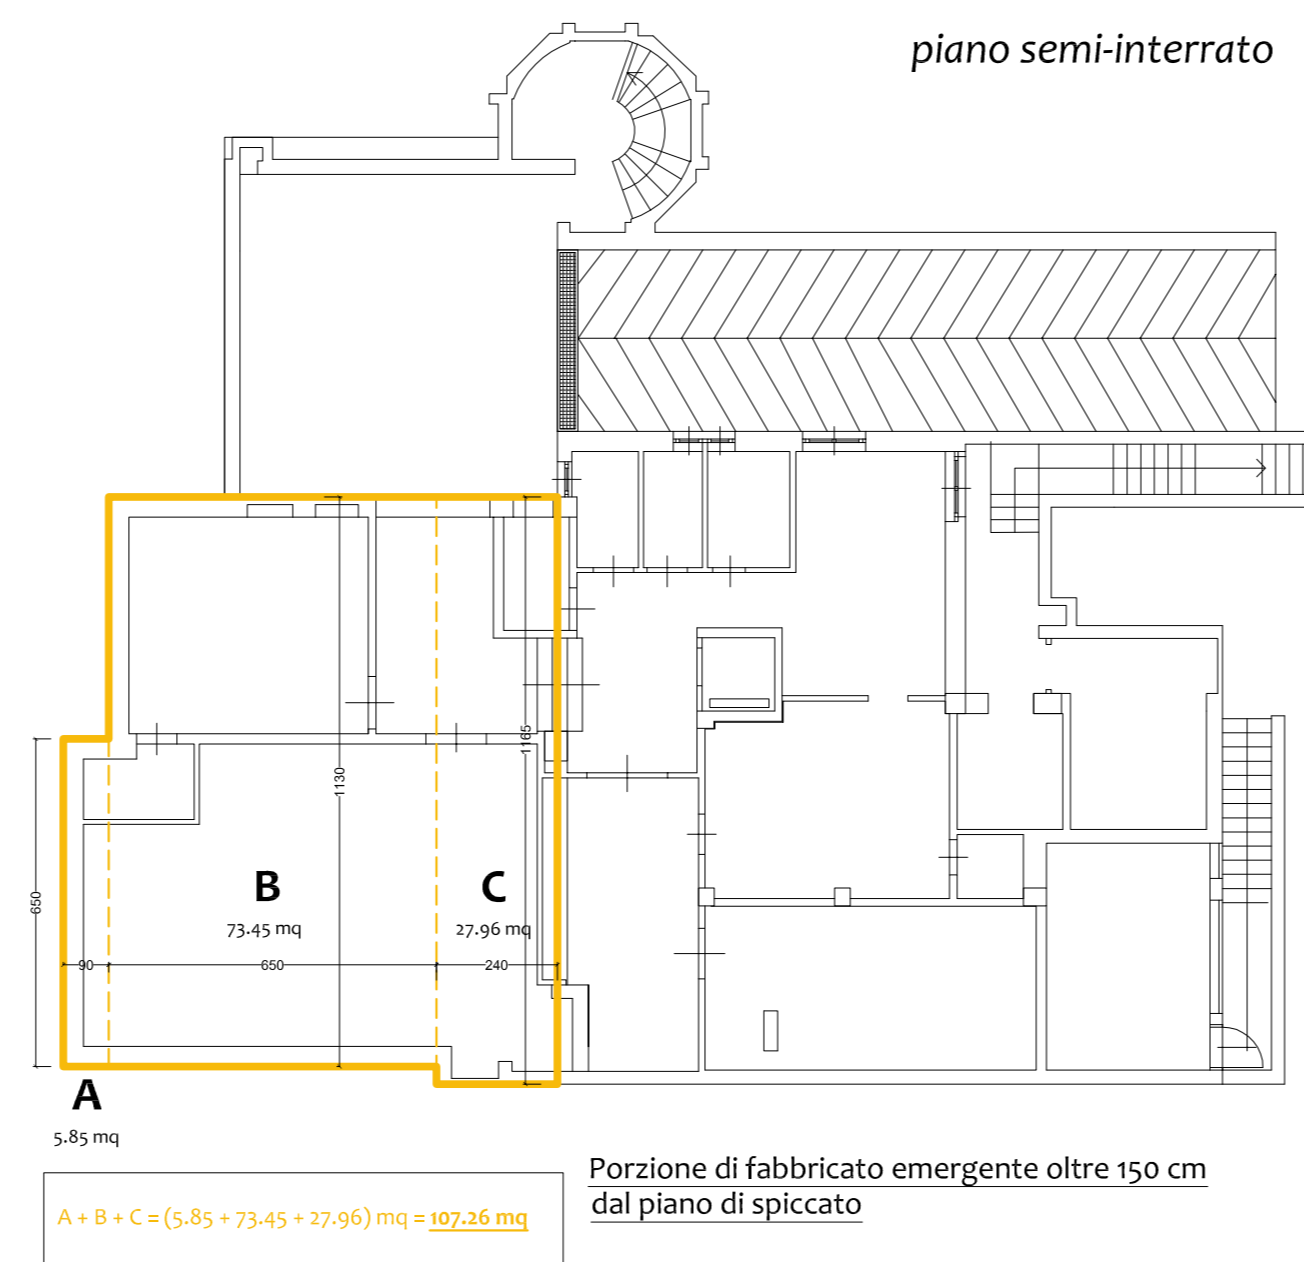 piano semi-interrato
1165
1130
650
B
73.45 mq
C
27.96 mq
90
650
240
A
5.85 mq
Porzione di fabbricato emergente oltre 150 cm
dal piano di spiccato
A + B + C = (5.85 + 73.45 + 27.96) mq = 107.26 mq